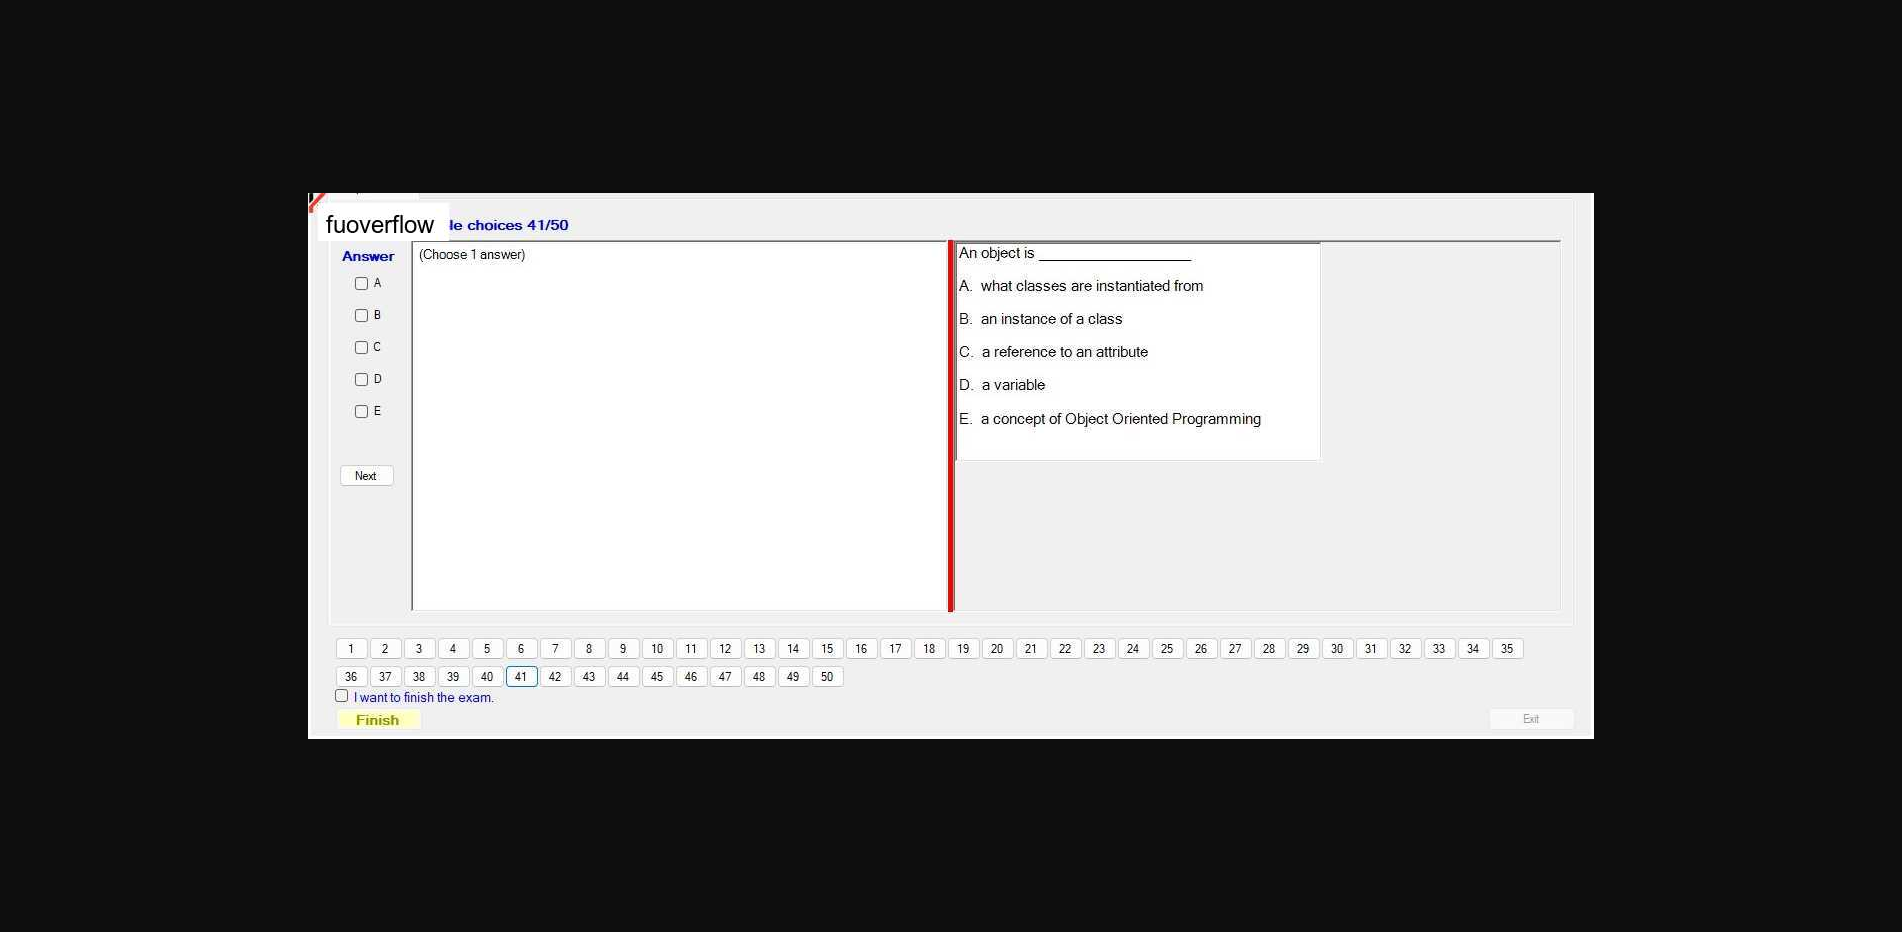 fuoverflow le choices 41/50
Answer
A
B
C
D
E
Next
(Choose 1 answer)
An object is ___________________
A. what classes are instantiated from
B. an instance of a class
C. a reference to an attribute
D. a variable
E. a concept of Object Oriented Programming
1 2 3 4 5 6 7 8 9 10 11 12 13 14 15 16 17 18 19 20 21 22 23 24 25 26 27 28 29 30 31 32 33 34 35
36 37 38 39 40 41 42 43 44 45 46 47 48 49 50
I want to finish the exam.
Finish
Exit